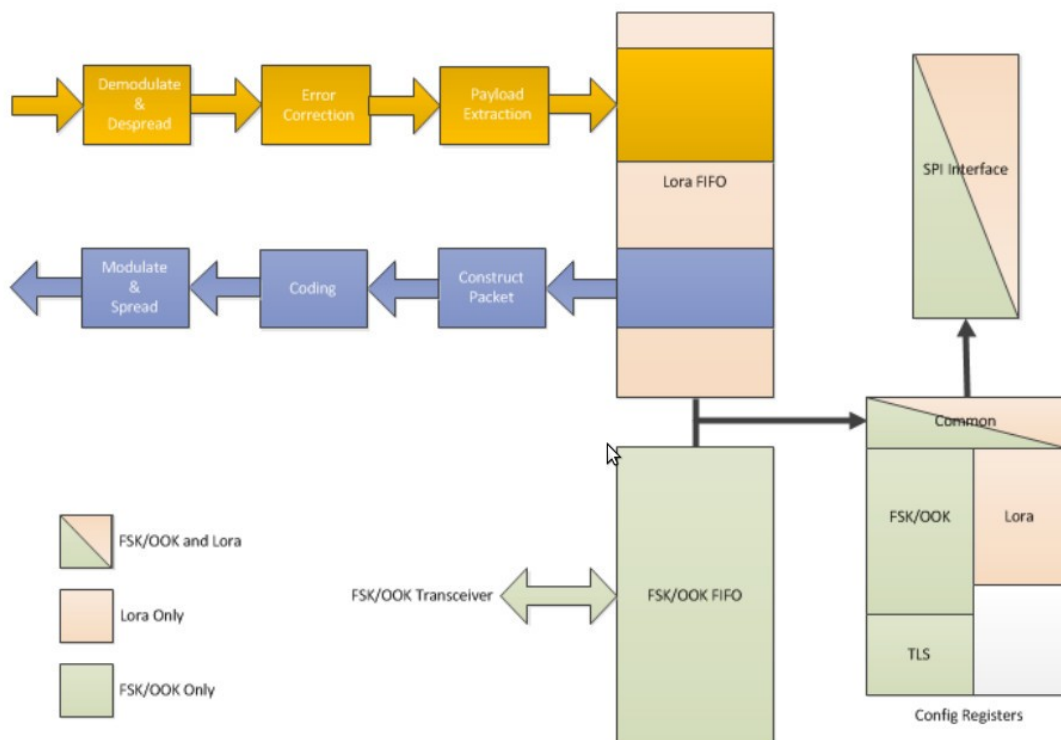 Demodulate
&
Despread
Error
Correction
Payload
Extraction
Lora FIFO
SPI Interface
Modulate
&
Spread
Coding
Construct
Packet
Common
FSK/OOK
Lora
TLS
Config Registers
FSK/OOK Transceiver
FSK/OOK FIFO
FSK/OOK and Lora
Lora Only
FSK/OOK Only